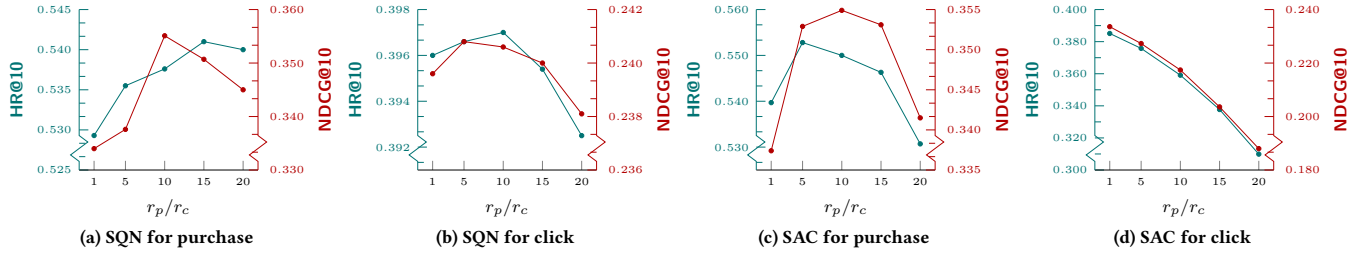 HR@10
0.545
0.540
0.535
0.530
0.525
0.360
0.350
0.340
0.330
NDCG@10
1 5 10 15 20
r_p/r_c
(a) SQN for purchase
HR@10
0.398
0.396
0.394
0.392
0.242
0.240
0.238
0.236
NDCG@10
1 5 10 15 20
r_p/r_c
(b) SQN for click
HR@10
0.560
0.550
0.540
0.530
0.355
0.350
0.345
0.340
0.335
NDCG@10
1 5 10 15 20
r_p/r_c
(c) SAC for purchase
HR@10
0.400
0.380
0.360
0.340
0.320
0.300
0.240
0.220
0.200
0.180
NDCG@10
1 5 10 15 20
r_p/r_c
(d) SAC for click